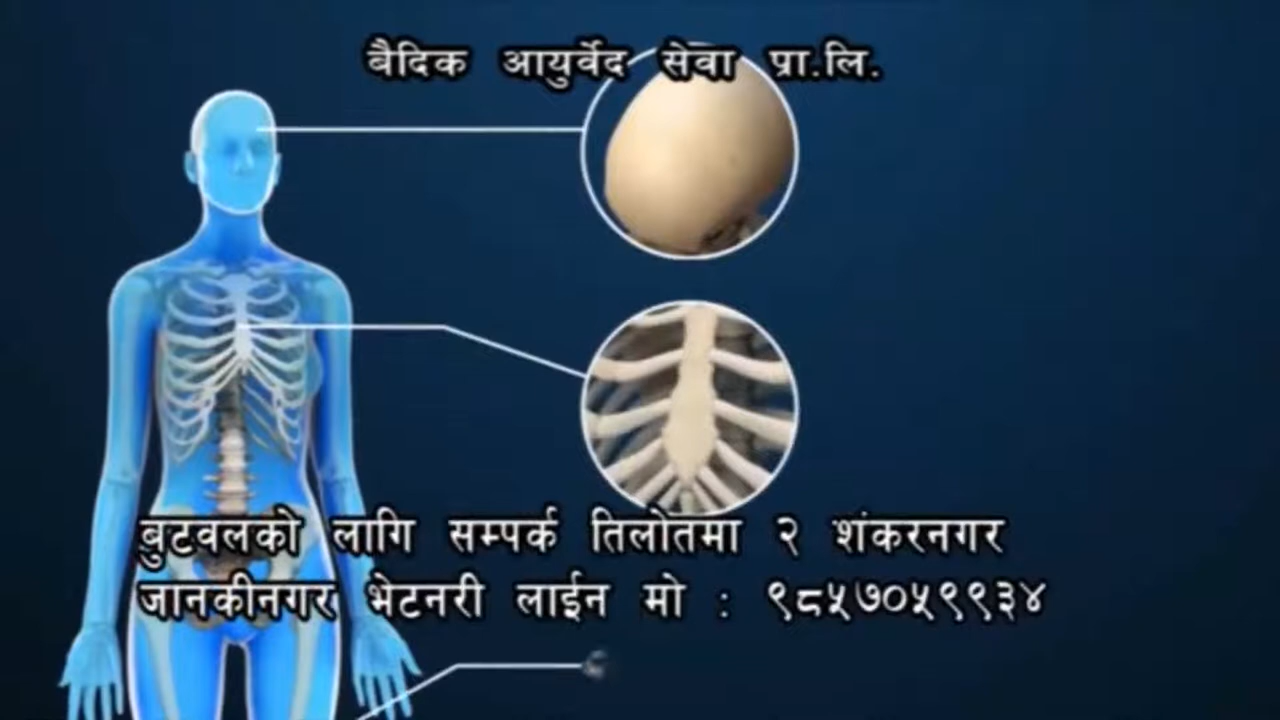 बैदिक आयुर्वेद सेवा प्रा.लि.
बुटवलको लागि सम्पर्क तिलोतमा २ शंकरनगर
जानकीनगर भेटनरी लाईन मो : ९८५७०५९९३४